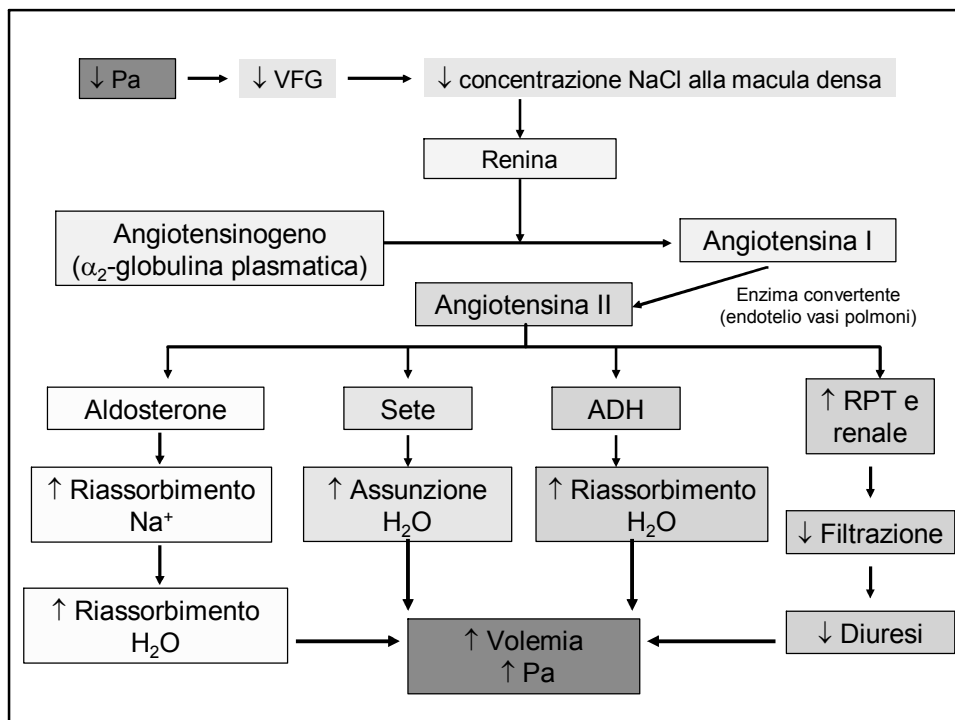 ↓ Pa
↓ VFG
↓ concentrazione NaCl alla macula densa
Renina
Angiotensinogeno
(α₂-globulina plasmatica)
Angiotensina I
Enzima convertente
(endotelio vasi polmoni)
Angiotensina II
Aldosterone
Sete
ADH
↑ RPT e
renale
↑ Riassorbimento
Na⁺
↑ Assunzione
H₂O
↑ Riassorbimento
H₂O
↓ Filtrazione
↑ Riassorbimento
H₂O
↑ Volemia
↑ Pa
↓ Diuresi